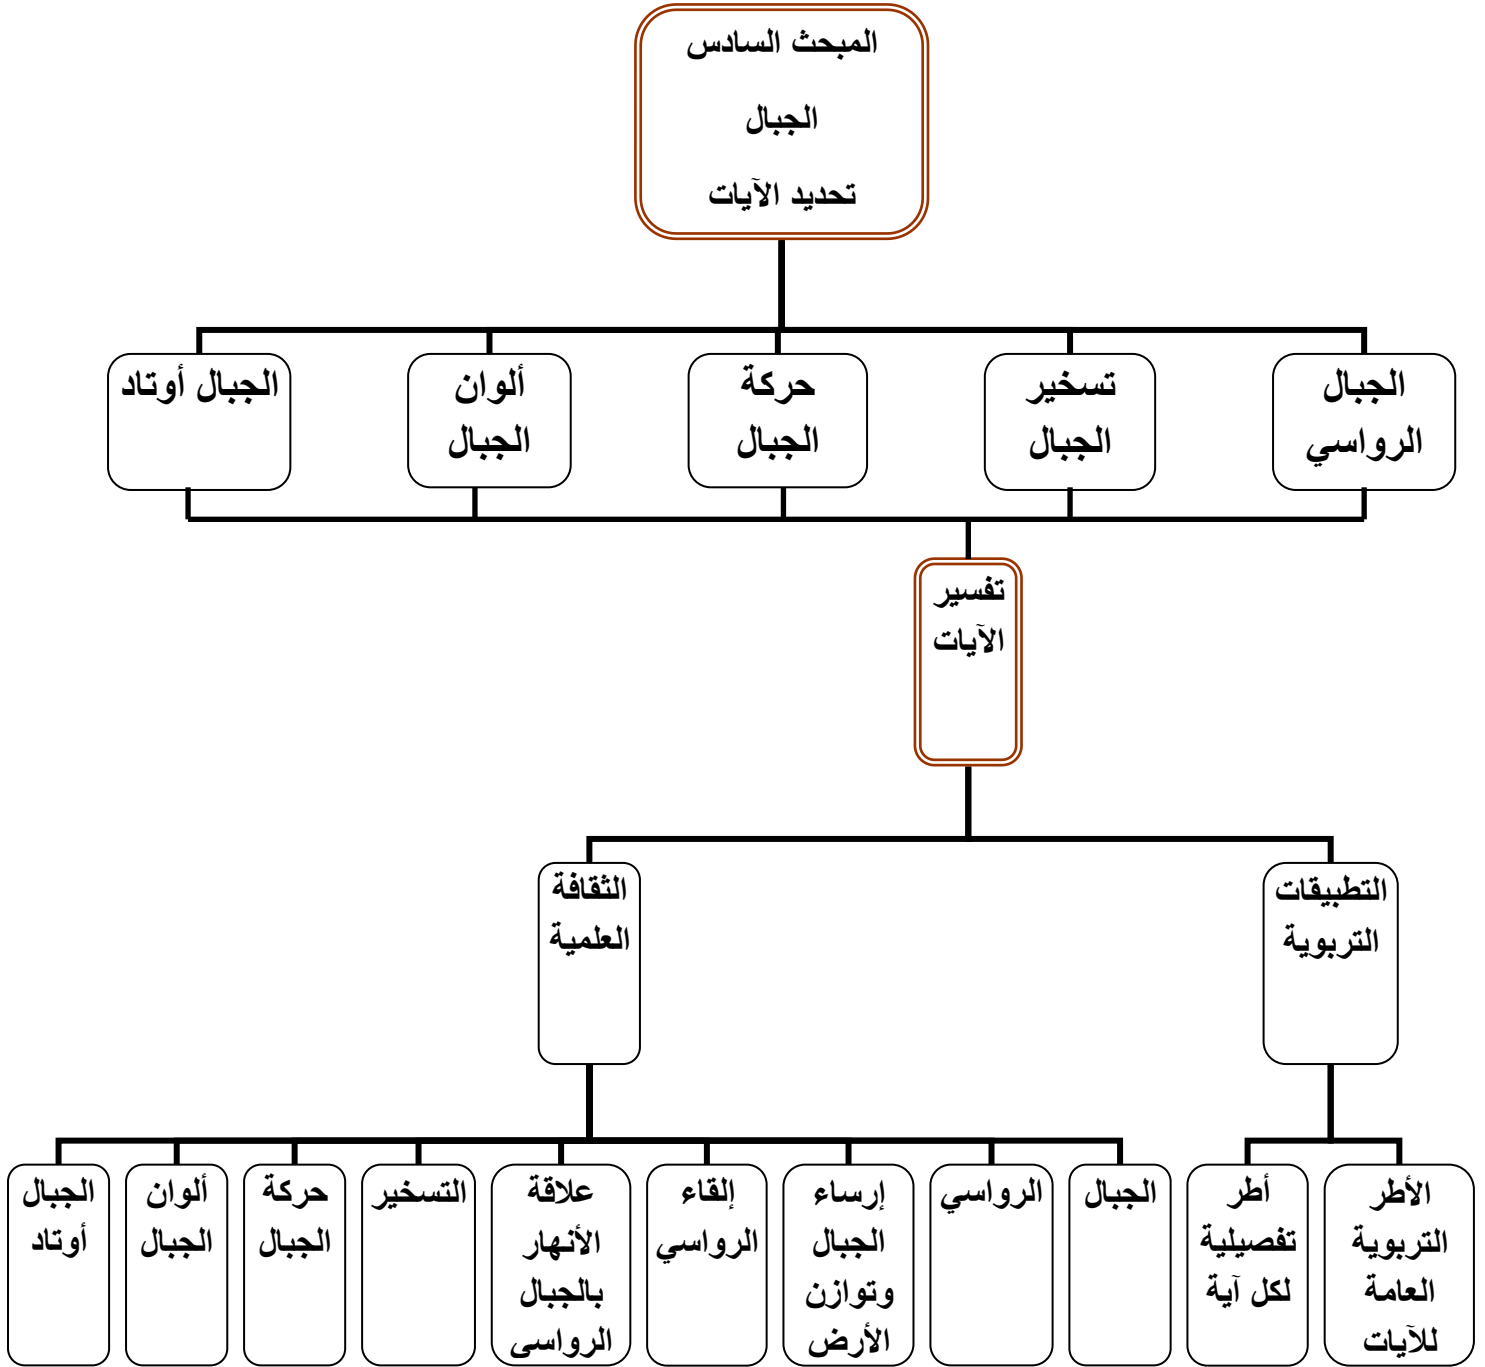 المبحث السادس
الجبال
تحديد الآيات
الجبال
الرواسي
تسخير
الجبال
حركة
الجبال
ألوان
الجبال
الجبال أوتاد
تفسير
الآيات
التطبيقات
التربوية
الثقافة
العلمية
الأطر
التربوية
العامة
للآيات
أطر
تفصيلية
لكل آية
الجبال
الرواسي
إرساء
الجبال
وتوازن
الأرض
إلقاء
الرواسي
علاقة
الأنهار
بالجبال
الرواسى
التسخير
حركة
الجبال
ألوان
الجبال
الجبال
أوتاد